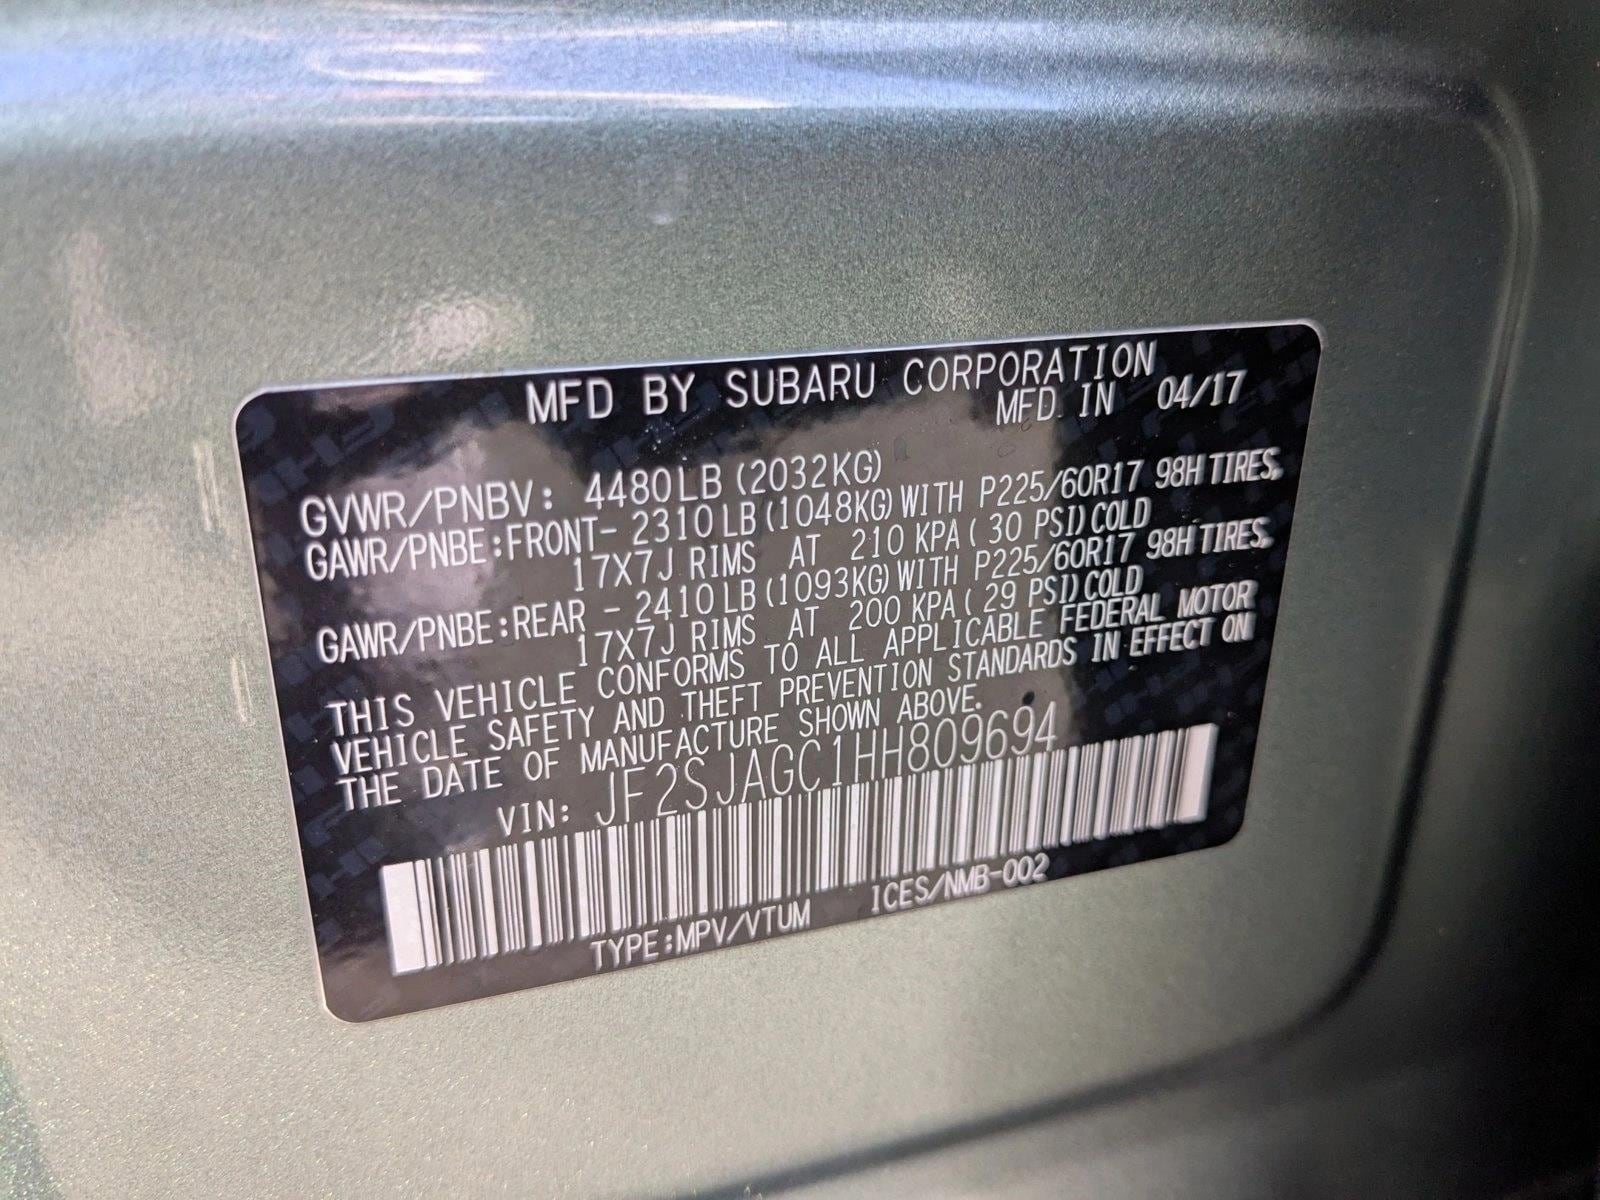 MFD BY SUBARU CORPORATION
MFD. IN 04/17
GVWR/PNBV: 4480LB (2032KG)
GAWR/PNBE:FRONT- 2310LB (1048KG) WITH P225/60R17 98H TIRES,
17X7J RIMS AT 210 KPA ( 30 PSI) COLD
GAWR/PNBE:REAR - 2410LB (1093KG) WITH P225/60R17 98H TIRES,
17X7J RIMS AT 200 KPA ( 29 PSI) COLD
THIS VEHICLE CONFORMS TO ALL APPLICABLE FEDERAL MOTOR
VEHICLE SAFETY AND THEFT PREVENTION STANDARDS IN EFFECT ON
THE DATE OF MANUFACTURE SHOWN ABOVE.
VIN: JF2SJAGC1HH809694
TYPE:MPV/VTUM ICES/NMB-002